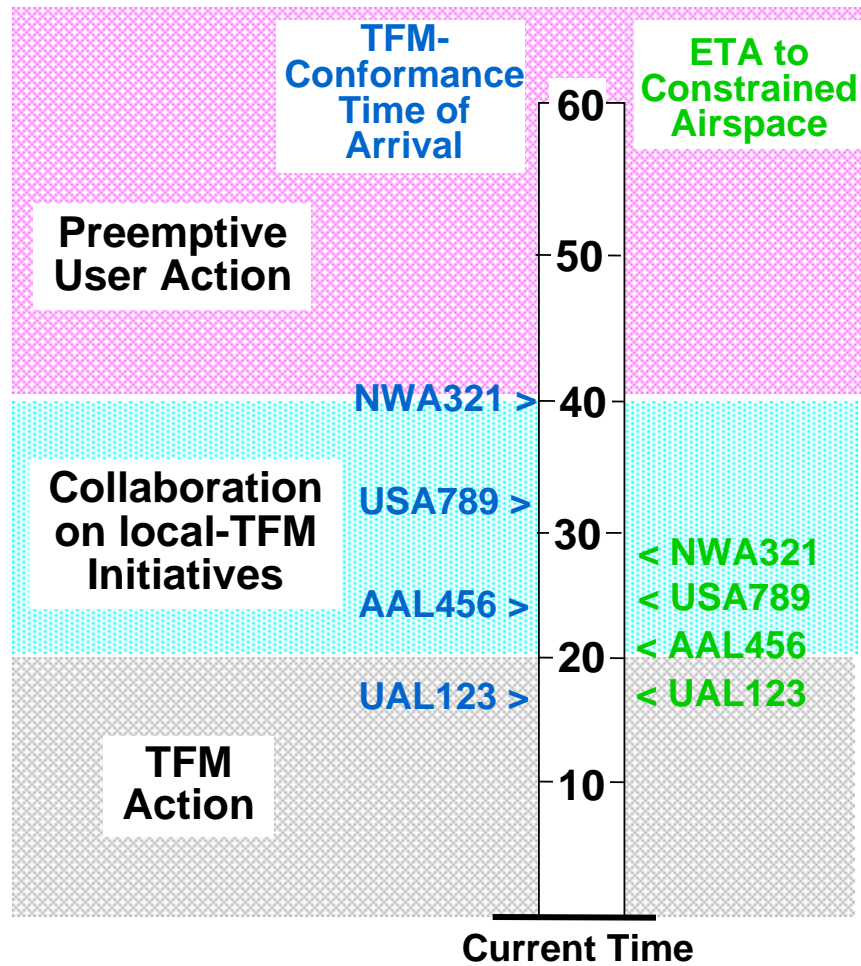 TFM-
Conformance
Time of
Arrival
ETA to
Constrained
Airspace
60
Preemptive
User Action
50
NWA321 >
40
Collaboration
on local-TFM
Initiatives
USA789 >
30
< NWA321
AAL456 >
< USA789
< AAL456
20
UAL123 >
< UAL123
TFM
Action
10
Current Time